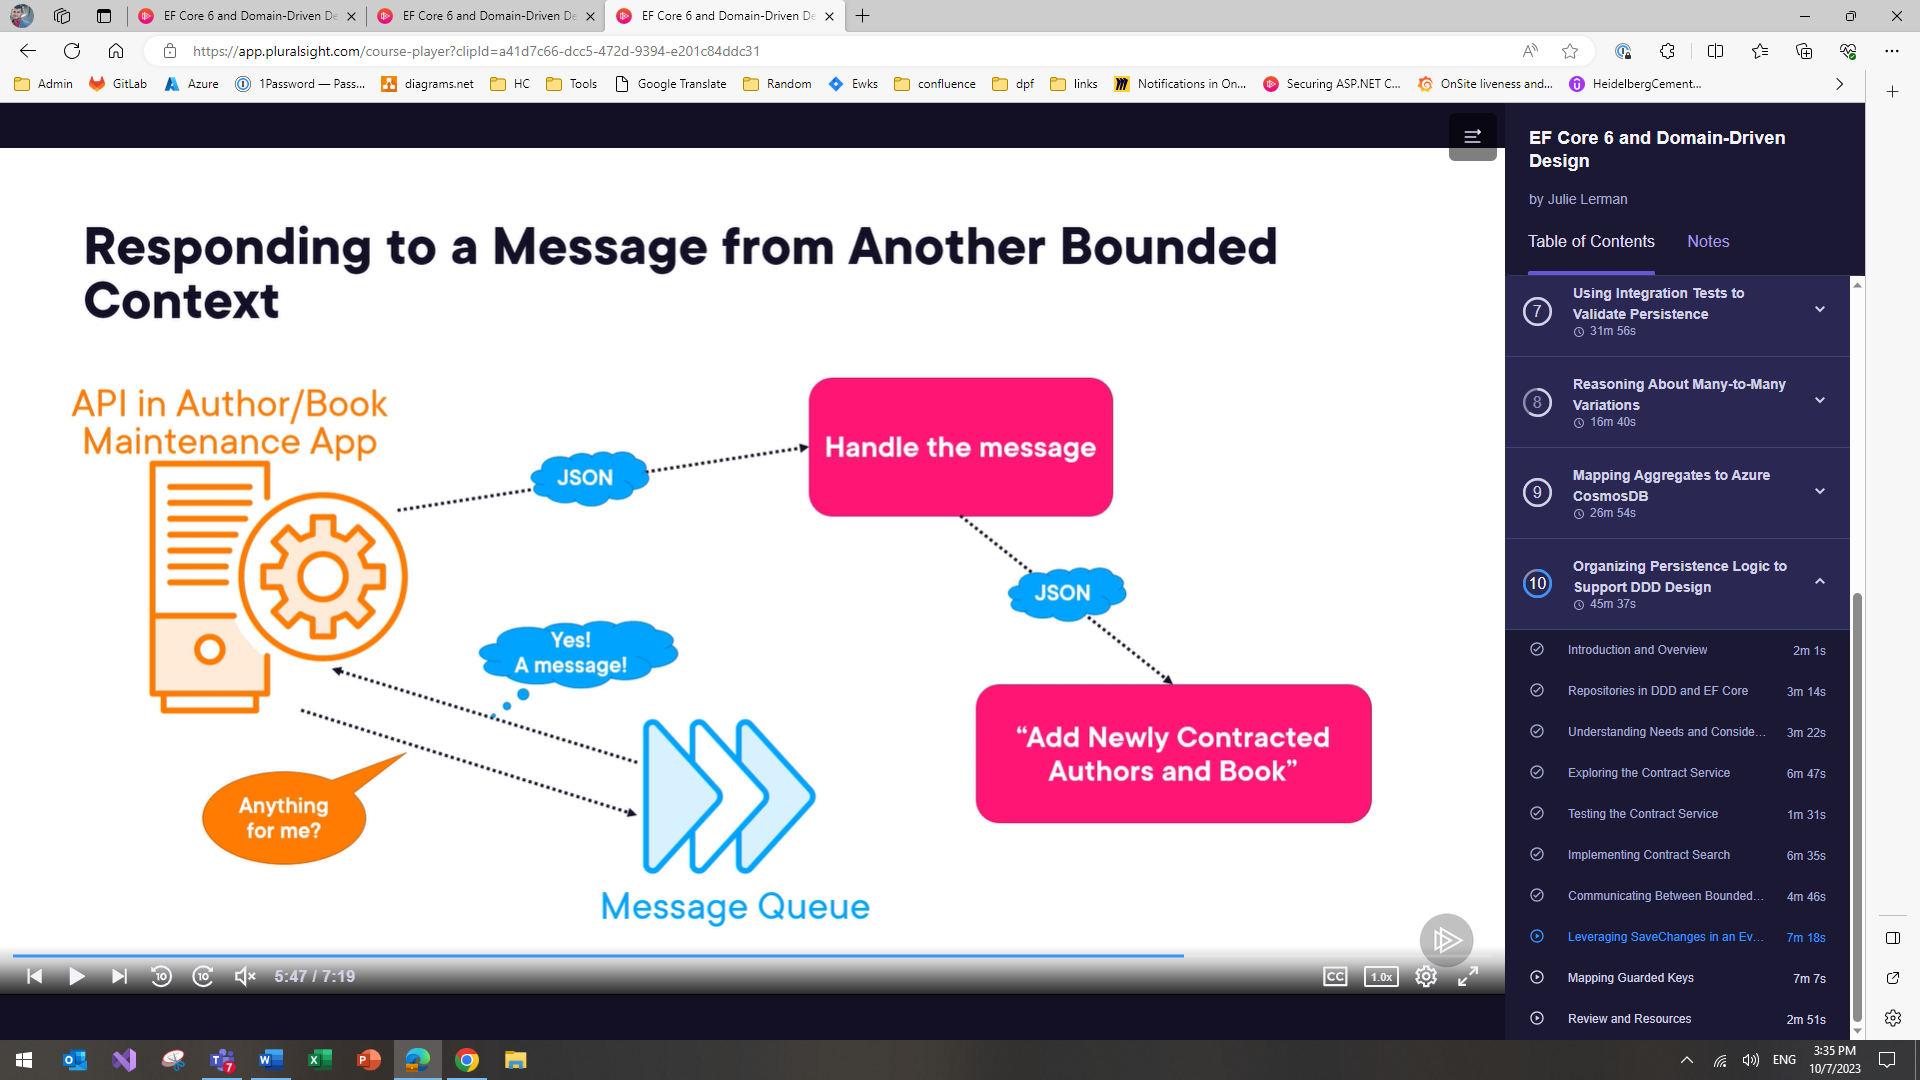 EF Core 6 and Domain-Driven De
EF Core 6 and Domain-Driven De
EF Core 6 and Domain-Driven De
https://app.pluralsight.com/course-player?clipId=a41d7c66-dcc5-472d-9394-e201c84ddc31
Admin
GitLab
Azure
1Password — Pass...
diagrams.net
HC
Tools
Google Translate
Random
Ewks
confluence
dpf
links
Notifications in On...
Securing ASP.NET C...
OnSite liveness and...
HeidelbergCement...
Responding to a Message from Another Bounded
Context
API in Author/Book
Maintenance App
JSON
Handle the message
JSON
Yes!
A message!
"Add Newly Contracted
Authors and Book"
Anything
for me?
Message Queue
10
10
5:47 / 7:19
CC
1.0x
EF Core 6 and Domain-Driven
Design
by Julie Lerman
Table of Contents
Notes
7
Using Integration Tests to
Validate Persistence
31m 56s
8
Reasoning About Many-to-Many
Variations
16m 40s
9
Mapping Aggregates to Azure
CosmosDB
26m 54s
10
Organizing Persistence Logic to
Support DDD Design
45m 37s
Introduction and Overview 2m 1s
Repositories in DDD and EF Core 3m 14s
Understanding Needs and Conside... 3m 22s
Exploring the Contract Service 6m 47s
Testing the Contract Service 1m 31s
Implementing Contract Search 6m 35s
Communicating Between Bounded... 4m 46s
Leveraging SaveChanges in an Ev... 7m 18s
Mapping Guarded Keys 7m 7s
Review and Resources 2m 51s
7
ENG
3:35 PM
10/7/2023